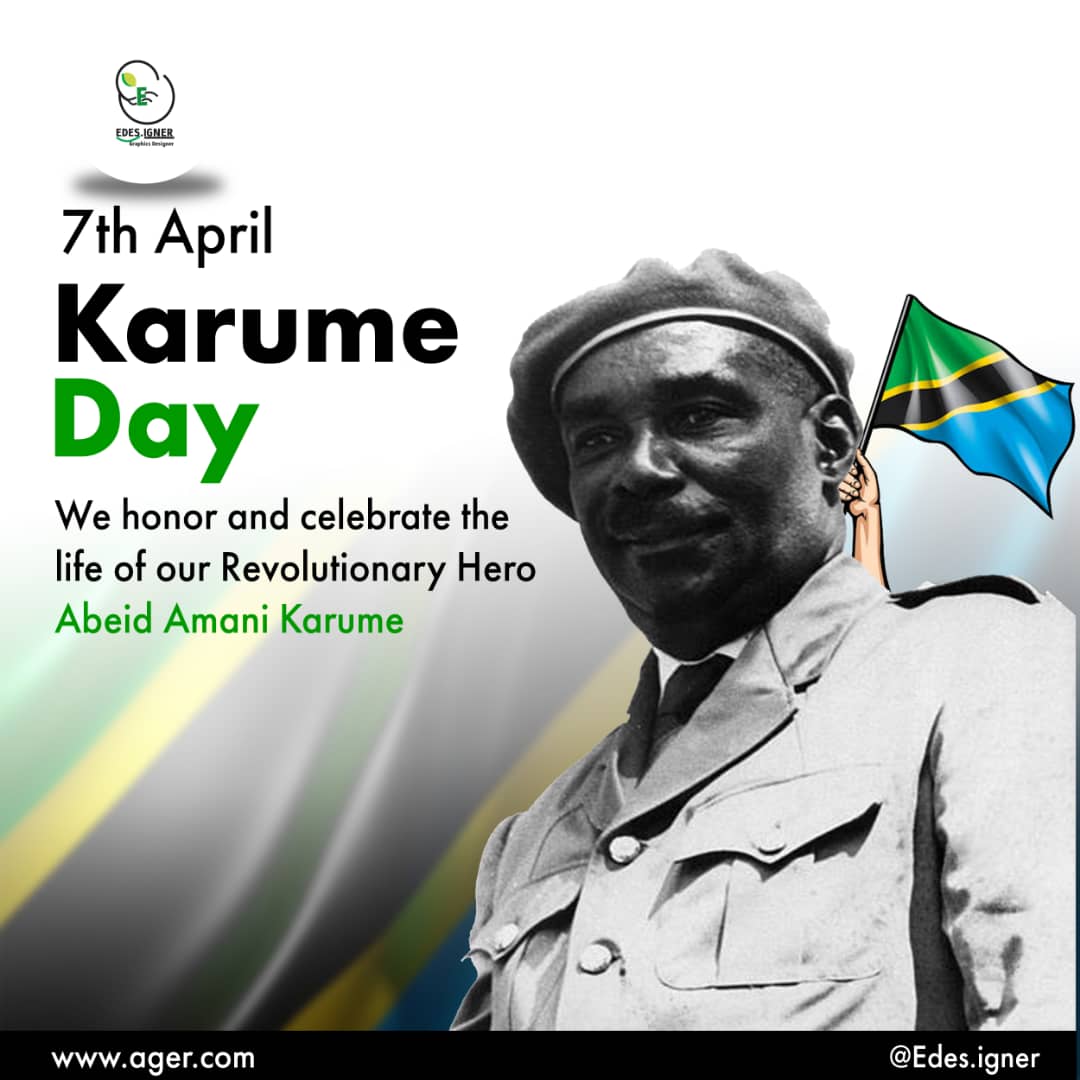 E
EDES.IGNER
Graphics Designer
7th April
Karume
Day
We honor and celebrate the
life of our Revolutionary Hero
Abeid Amani Karume
www.ager.com
@Edes.igner